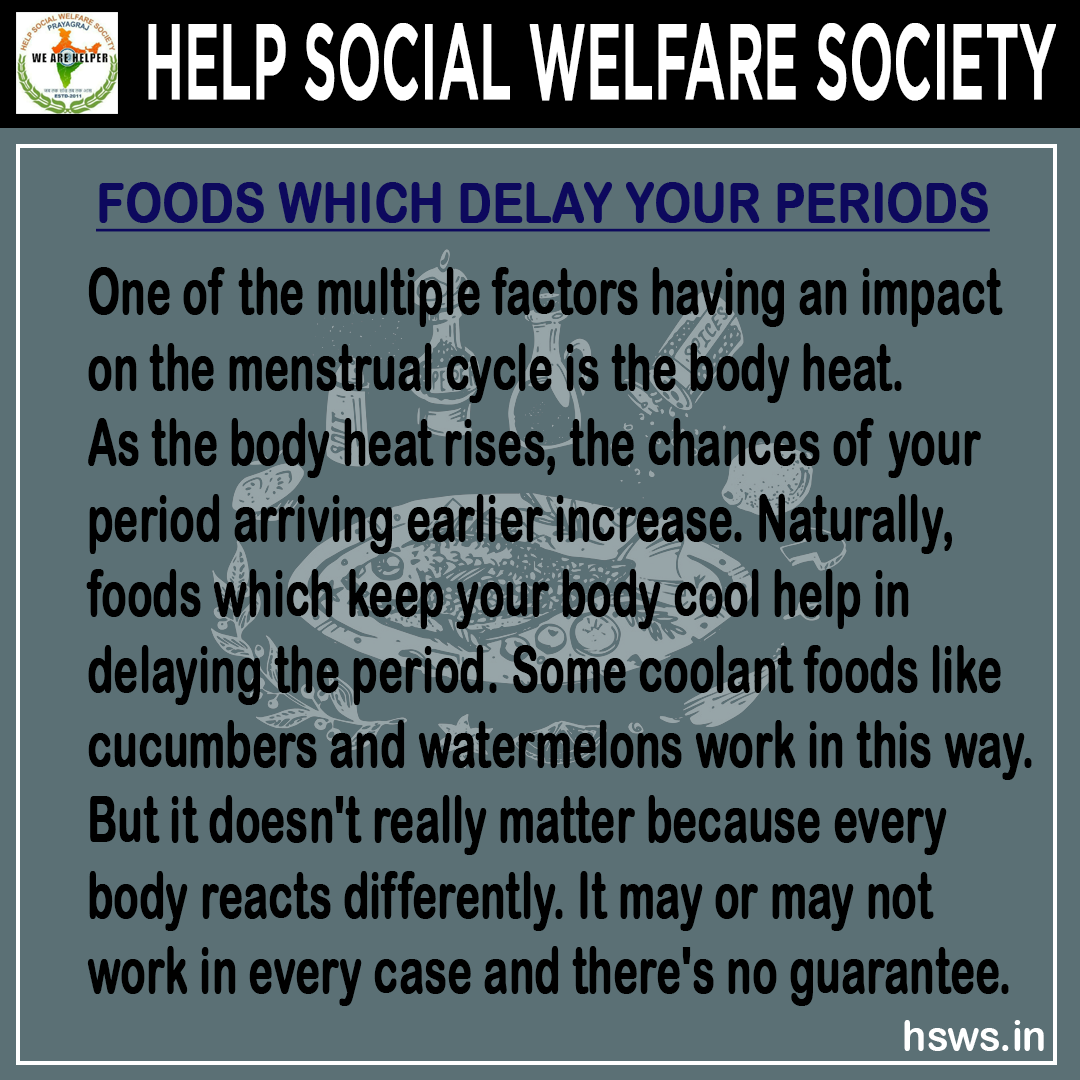 HELP SOCIAL WELFARE SOCIETY
PRAYAGRAJ
WE ARE HELPER
ESTD-2011
HELP SOCIAL WELFARE SOCIETY
FOODS WHICH DELAY YOUR PERIODS
One of the multiple factors having an impact
on the menstrual cycle is the body heat.
As the body heat rises, the chances of your
period arriving earlier increase. Naturally,
foods which keep your body cool help in
delaying the period. Some coolant foods like
cucumbers and watermelons work in this way.
But it doesn't really matter because every
body reacts differently. It may or may not
work in every case and there's no guarantee.
SPICES
hsws.in